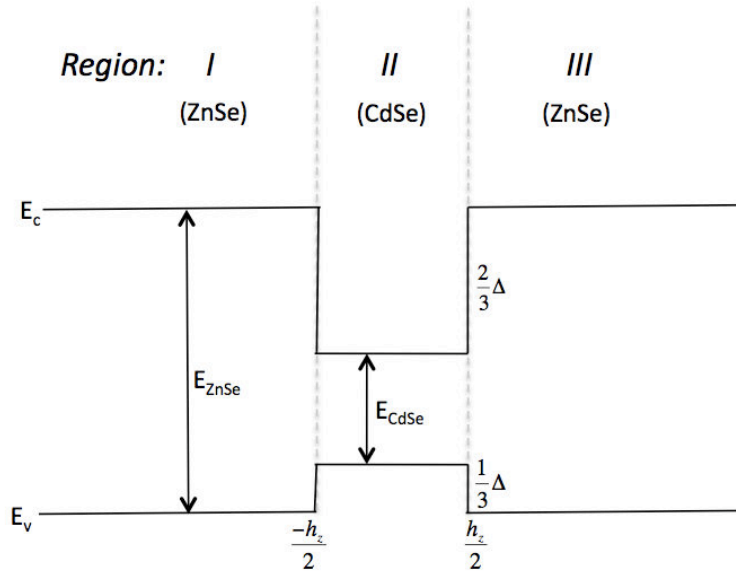 Region: I II III
(ZnSe) (CdSe) (ZnSe)
E_c
2/3 Δ
E_ZnSe
E_CdSe
1/3 Δ
E_v
-h_z/2 h_z/2